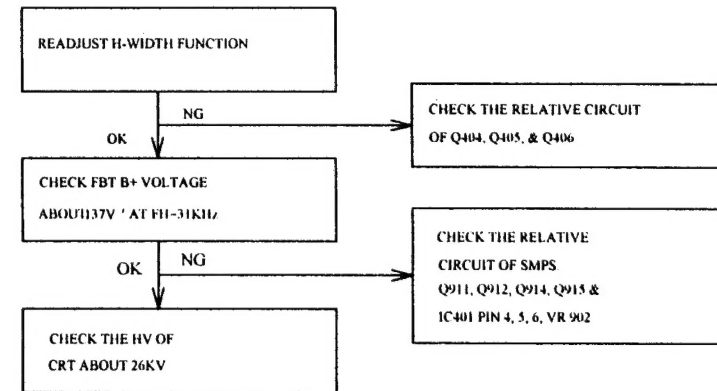 READJUST H-WIDTH FUNCTION
NG
CHECK THE RELATIVE CIRCUIT
OF Q404, Q405, & Q406
OK
CHECK FBT B+ VOLTAGE
ABOUT137V ' AT FH=31KHz
CHECK THE RELATIVE
CIRCUIT OF SMPS
Q911, Q912, Q914, Q915 &
IC401 PIN 4, 5, 6, VR 902
OK
NG
CHECK THE HV OF
CRT ABOUT 26KV